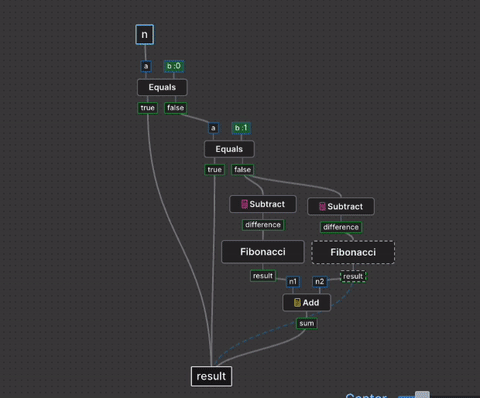 n
a
b :0
Equals
true
false
a
b :1
Equals
true
false
Subtract
Subtract
difference
difference
Fibonacci
Fibonacci
result
result
n1
n2
Add
sum
result